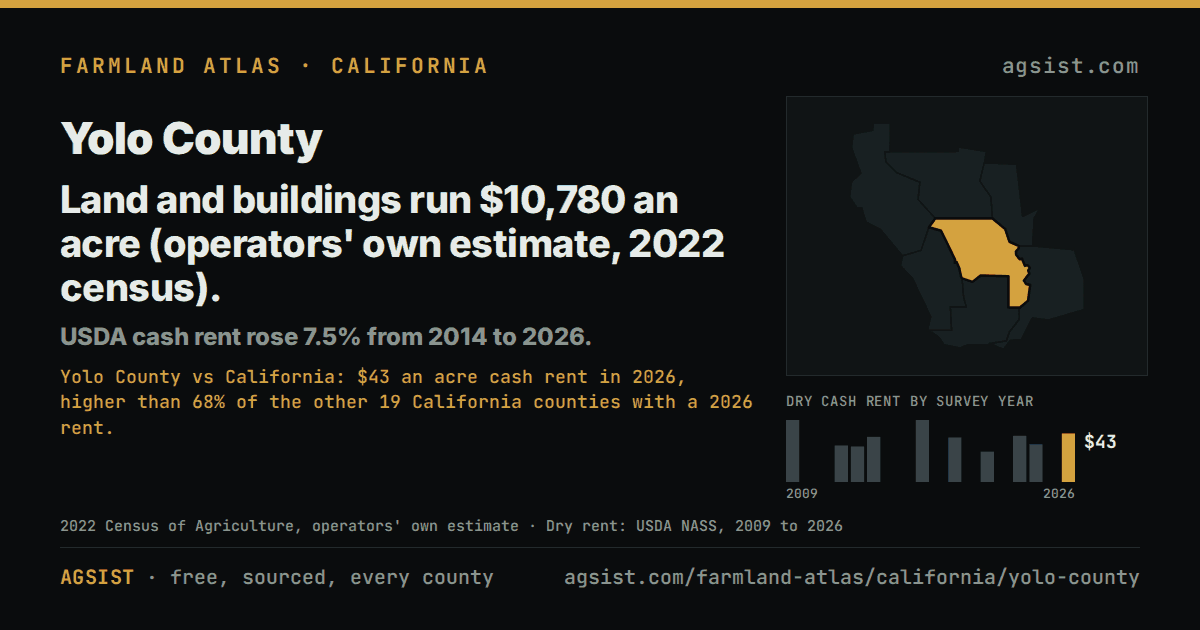 FARMLAND ATLAS · CALIFORNIA
agsist.com
Yolo County
Land and buildings run $10,780 an
acre (operators' own estimate, 2022
census).
USDA cash rent rose 7.5% from 2014 to 2026.
Yolo County vs California: $43 an acre cash rent in 2026,
higher than 68% of the other 19 California counties with a 2026
rent.
DRY CASH RENT BY SURVEY YEAR
$43
2009
2026
2022 Census of Agriculture, operators' own estimate · Dry rent: USDA NASS, 2009 to 2026
AGSIST · free, sourced, every county
agsist.com/farmland-atlas/california/yolo-county